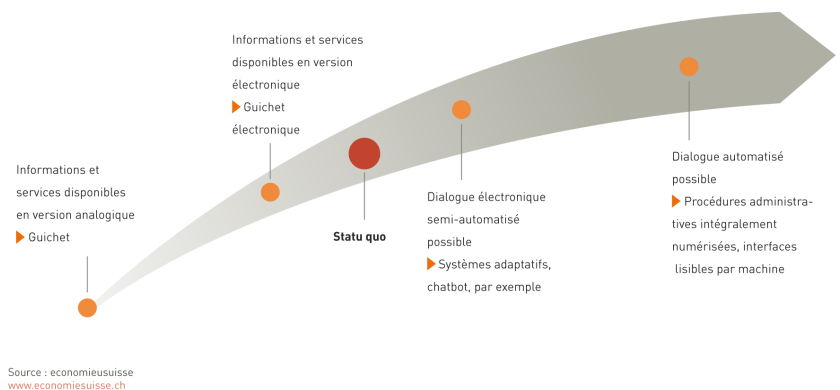 Informations et services
disponibles en version
électronique
Guichet
électronique
Informations et
services disponibles
en version analogique
Guichet
Statu quo
Dialogue électronique
semi-automatisé
possible
Systèmes adaptatifs,
chatbot, par exemple
Dialogue automatisé
possible
Procédures administra-
tives intégralement
numérisées, interfaces
lisibles par machine
Source : economieusuisse
www.economiesuisse.ch